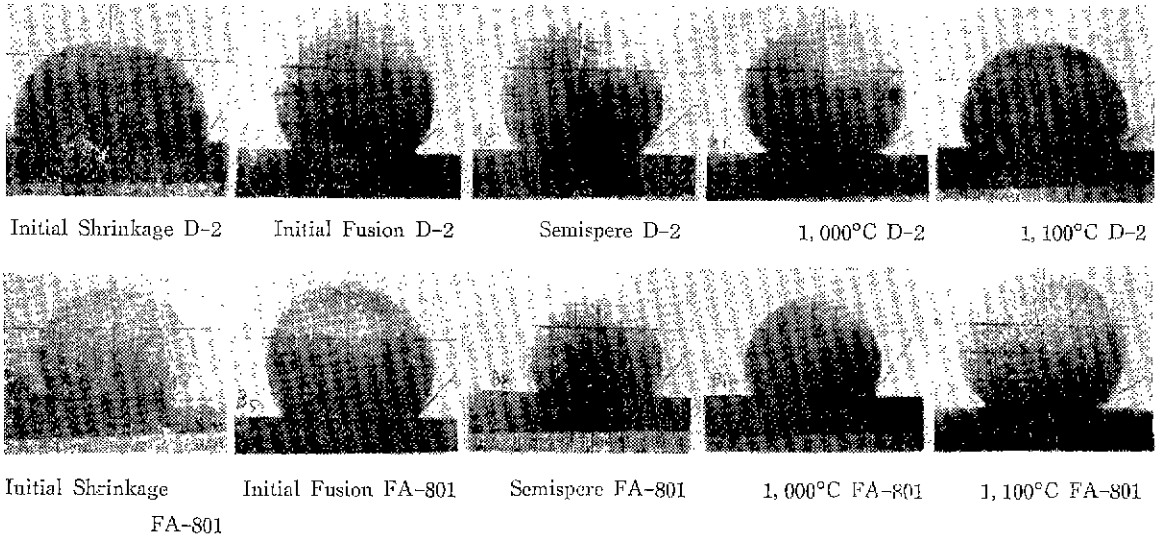 Initial Shrinkage D-2
Initial Fusion D-2
Semispere D-2
1,000°C D-2
1,100°C D-2
Initial Shrinkage
FA-801
Initial Fusion FA-801
Semispere FA-801
1,000°C FA-801
1,100°C FA-801